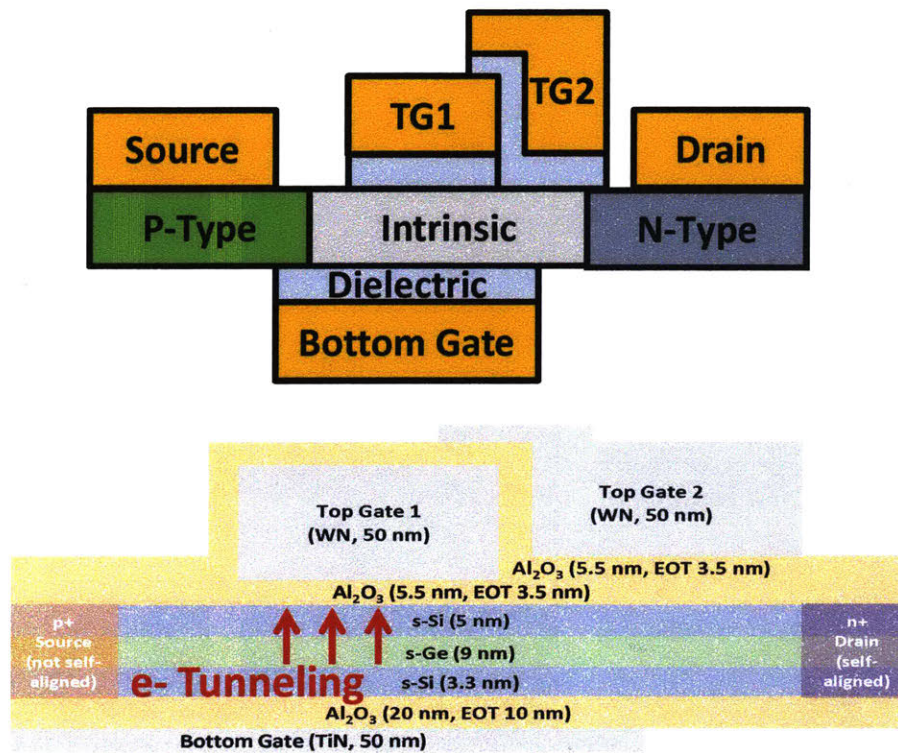 TG2
TG1
Source
Drain
P-Type
Intrinsic
N-Type
Dielectric
Bottom Gate
Top Gate 1
(WN, 50 nm)
Top Gate 2
(WN, 50 nm)
Al₂O₃ (5.5 nm, EOT 3.5 nm)
Al₂O₃ (5.5 nm, EOT 3.5 nm)
p+
Source
(not self-
aligned)
s-Si (5 nm)
s-Ge (9 nm)
e- Tunneling
s-Si (3.3 nm)
n+
Drain
(self-
aligned)
Al₂O₃ (20 nm, EOT 10 nm)
Bottom Gate (TiN, 50 nm)